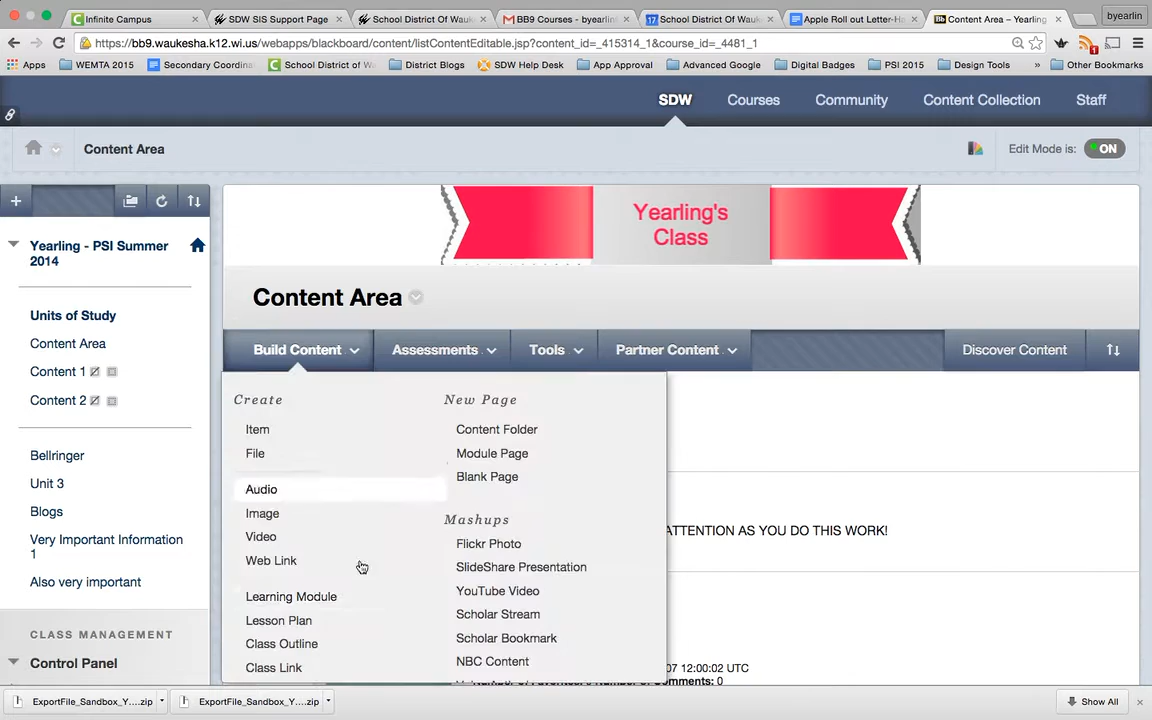 Infinite Campus
SDW SIS Support Page
School District Of Wauke
BB9 Courses - byearlin
School District Of Wauk
Apple Roll out Letter-Ha
Content Area – Yearling
byearlin
https://bb9.waukesha.k12.wi.us/webapps/blackboard/content/listContentEditable.jsp?content_id=_415314_1&course_id=_4481_1
Apps
WEMTA 2015
Secondary Coordina
School District of Wa
District Blogs
SDW Help Desk
App Approval
Advanced Google
Digital Badges
PSI 2015
Design Tools
»
Other Bookmarks
SDW
Courses
Community
Content Collection
Staff
Content Area
Edit Mode is:
ON
Yearling's
Class
Yearling - PSI Summer
2014
Content Area
Units of Study
Content Area
Content 1
Content 2
Bellringer
Unit 3
Blogs
Very Important Information
1
Also very important
CLASS MANAGEMENT
Control Panel
Build Content
Assessments
Tools
Partner Content
Discover Content
Create
Item
File
Audio
Image
Video
Web Link
Learning Module
Lesson Plan
Class Outline
Class Link
New Page
Content Folder
Module Page
Blank Page
Mashups
Flickr Photo
SlideShare Presentation
YouTube Video
Scholar Stream
Scholar Bookmark
NBC Content
ATTENTION AS YOU DO THIS WORK!
07 12:00:02 UTC
Number of Comments: 0
ExportFile_Sandbox_Y....zip
ExportFile_Sandbox_Y....zip
Show All